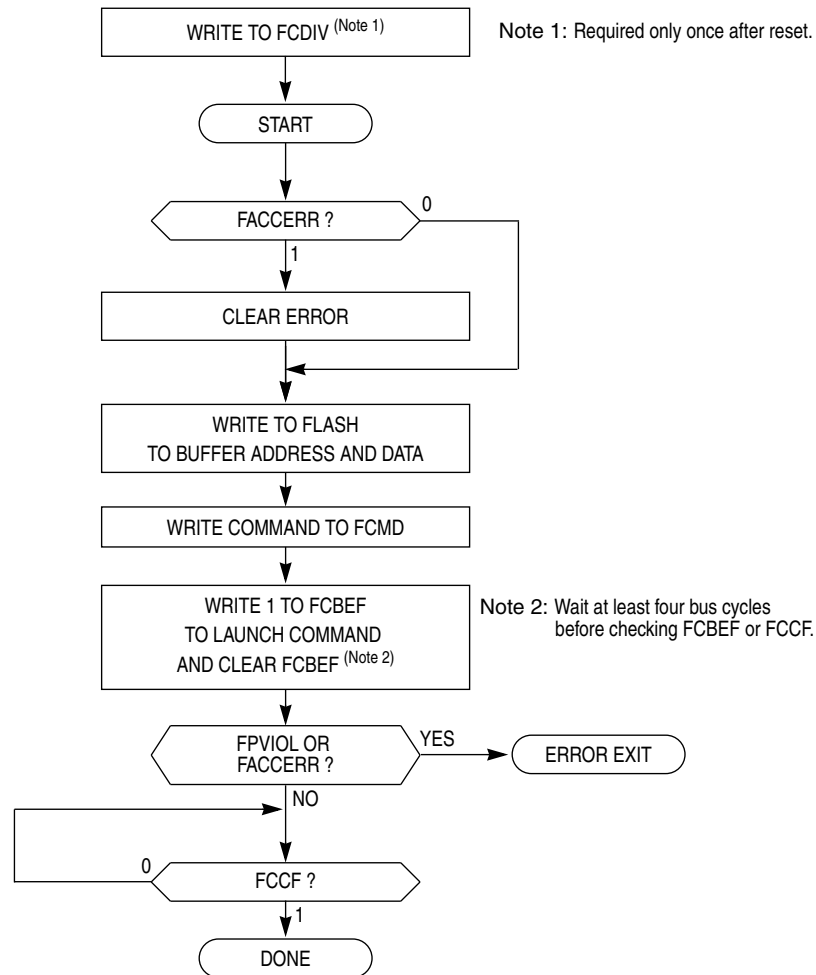 WRITE TO FCDIV (Note 1)
Note 1: Required only once after reset.
START
FACCERR ?
0
1
CLEAR ERROR
WRITE TO FLASH
TO BUFFER ADDRESS AND DATA
WRITE COMMAND TO FCMD
WRITE 1 TO FCBEF
TO LAUNCH COMMAND
AND CLEAR FCBEF (Note 2)
Note 2: Wait at least four bus cycles
before checking FCBEF or FCCF.
FPVIOL OR
FACCERR ?
YES
ERROR EXIT
NO
0
FCCF ?
1
DONE